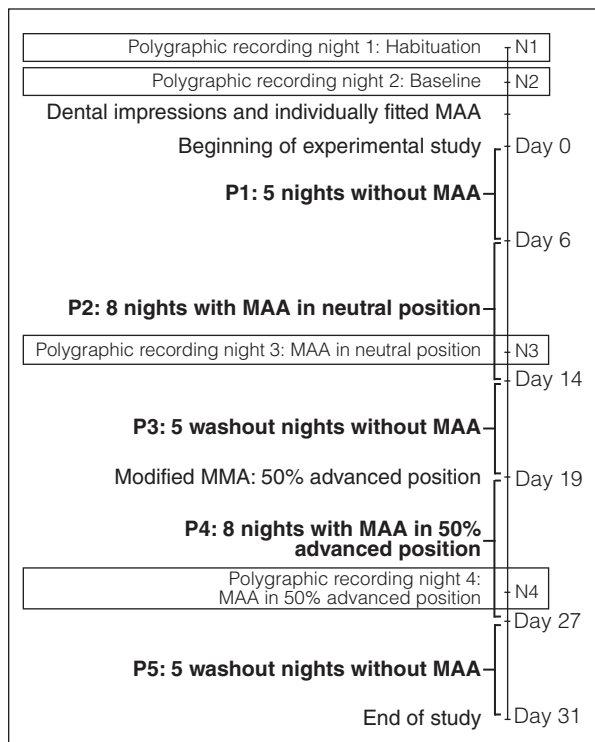 Polygraphic recording night 1: Habituation N1
Polygraphic recording night 2: Baseline N2
Dental impressions and individually fitted MAA
Beginning of experimental study Day 0
P1: 5 nights without MAA
Day 6
P2: 8 nights with MAA in neutral position
Polygraphic recording night 3: MAA in neutral position N3
Day 14
P3: 5 washout nights without MAA
Modified MMA: 50% advanced position Day 19
P4: 8 nights with MAA in 50%
advanced position
Polygraphic recording night 4:
MAA in 50% advanced position N4
Day 27
P5: 5 washout nights without MAA
End of study Day 31